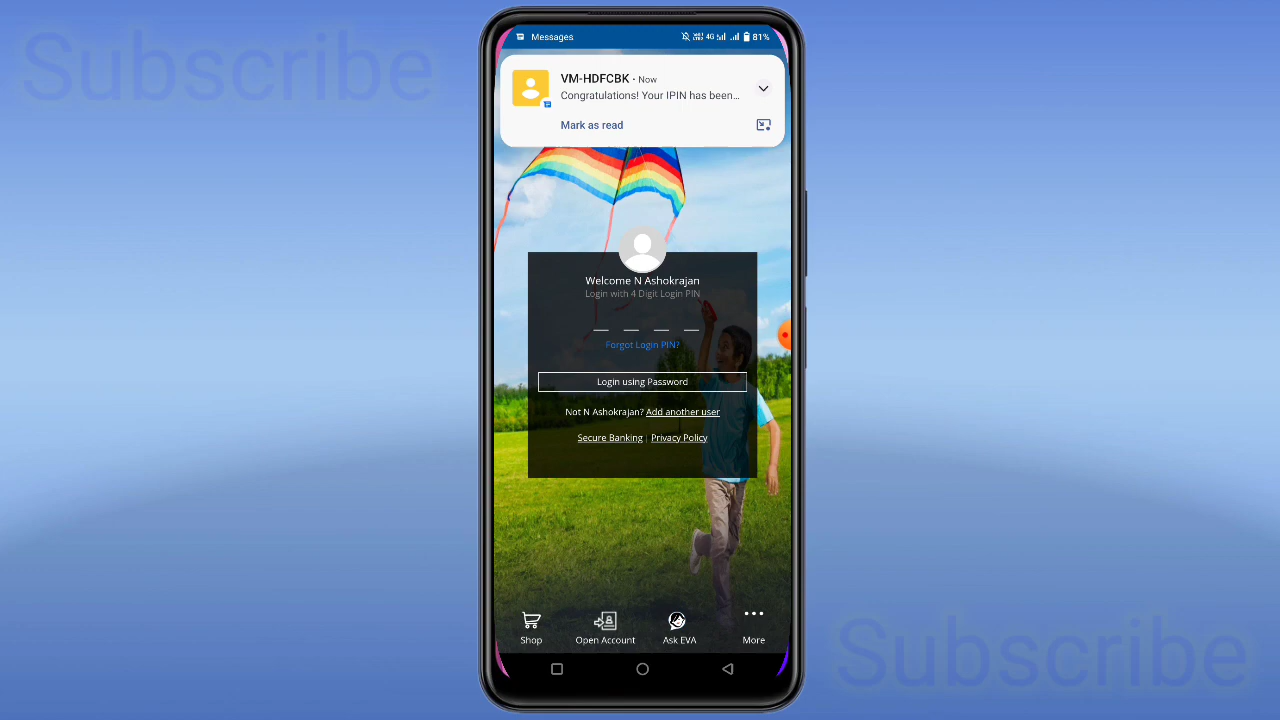 Subscribe
Messages
4G 81%
VM-HDFCBK • Now
Congratulations! Your IPIN has been...
Mark as read
Welcome N Ashokrajan
Login with 4 Digit Login PIN
Forgot Login PIN?
Login using Password
Not N Ashokrajan? Add another user
Secure Banking | Privacy Policy
Shop
Open Account
Ask EVA
More
Subscribe